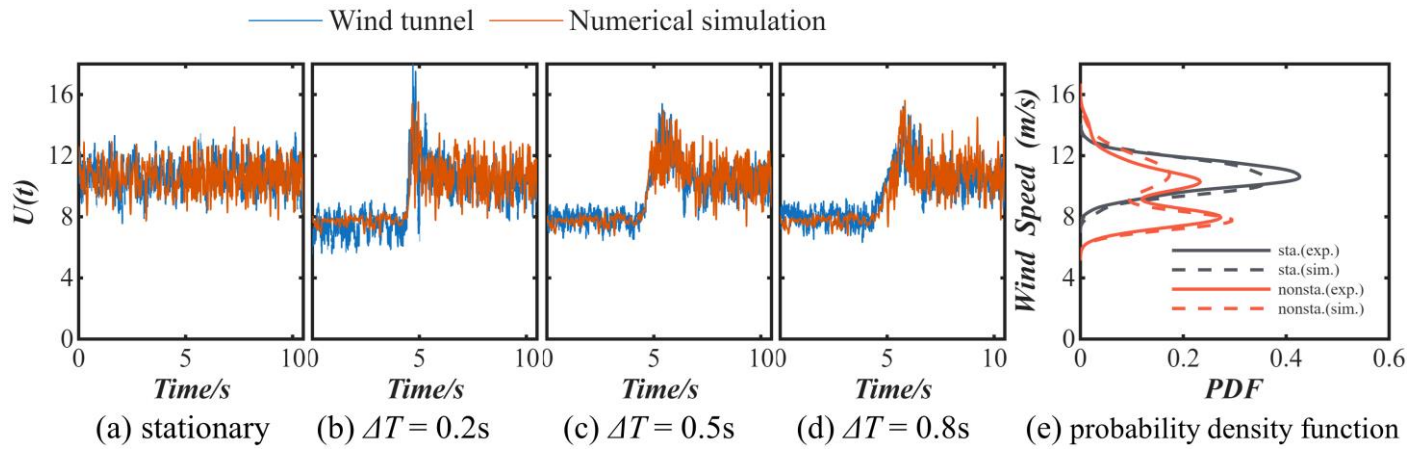 Wind tunnel Numerical simulation
U(t)
16
12
8
4
0
0 5 10
Time/s
(a) stationary
0 5 10
Time/s
(b) ΔT = 0.2s
0 5 10
Time/s
(c) ΔT = 0.5s
0 5 10
Time/s
(d) ΔT = 0.8s
Wind Speed (m/s)
16
12
8
4
0
sta.(exp.)
sta.(sim.)
nonsta.(exp.)
nonsta.(sim.)
0 0.2 0.4 0.6
PDF
(e) probability density function